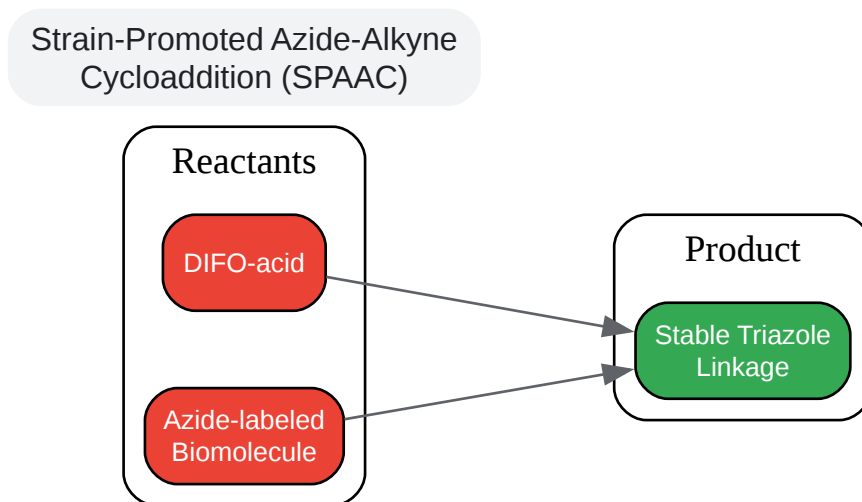 Strain-Promoted Azide-Alkyne
Cycloaddition (SPAAC)
Reactants
DIFO-acid
Azide-labeled
Biomolecule
Product
Stable Triazole
Linkage